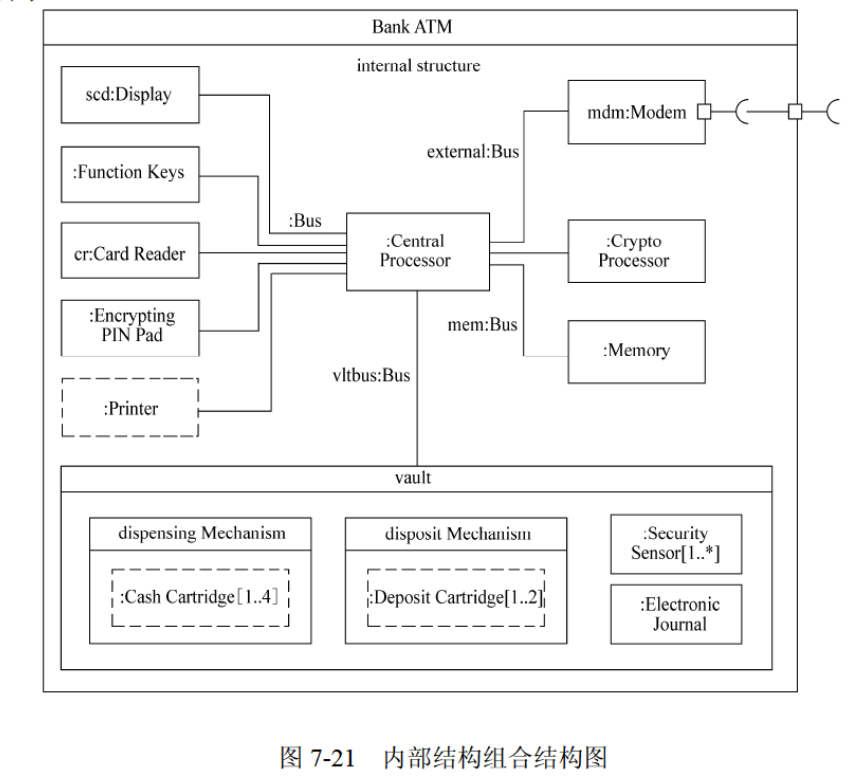 Bank ATM
internal structure
scd:Display
mdm:Modem
external:Bus
:Function Keys
:Bus
:Central
Processor
cr:Card Reader
:Crypto
Processor
:Encrypting
PIN Pad
mem:Bus
:Memory
vltbus:Bus
:Printer
vault
dispensing Mechanism
:Cash Cartridge[1..4]
disposit Mechanism
:Deposit Cartridge[1..2]
:Security
Sensor[1..*]
:Electronic
Journal
图 7-21 内部结构组合结构图